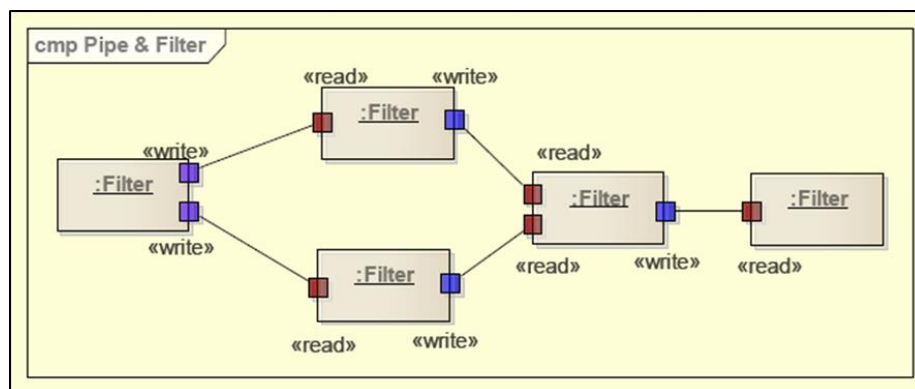 cmp Pipe & Filter
«read»
«write»
:Filter
«write»
:Filter
«write»
«read»
:Filter
«read»
«write»
:Filter
«read»
«write»
:Filter
«read»